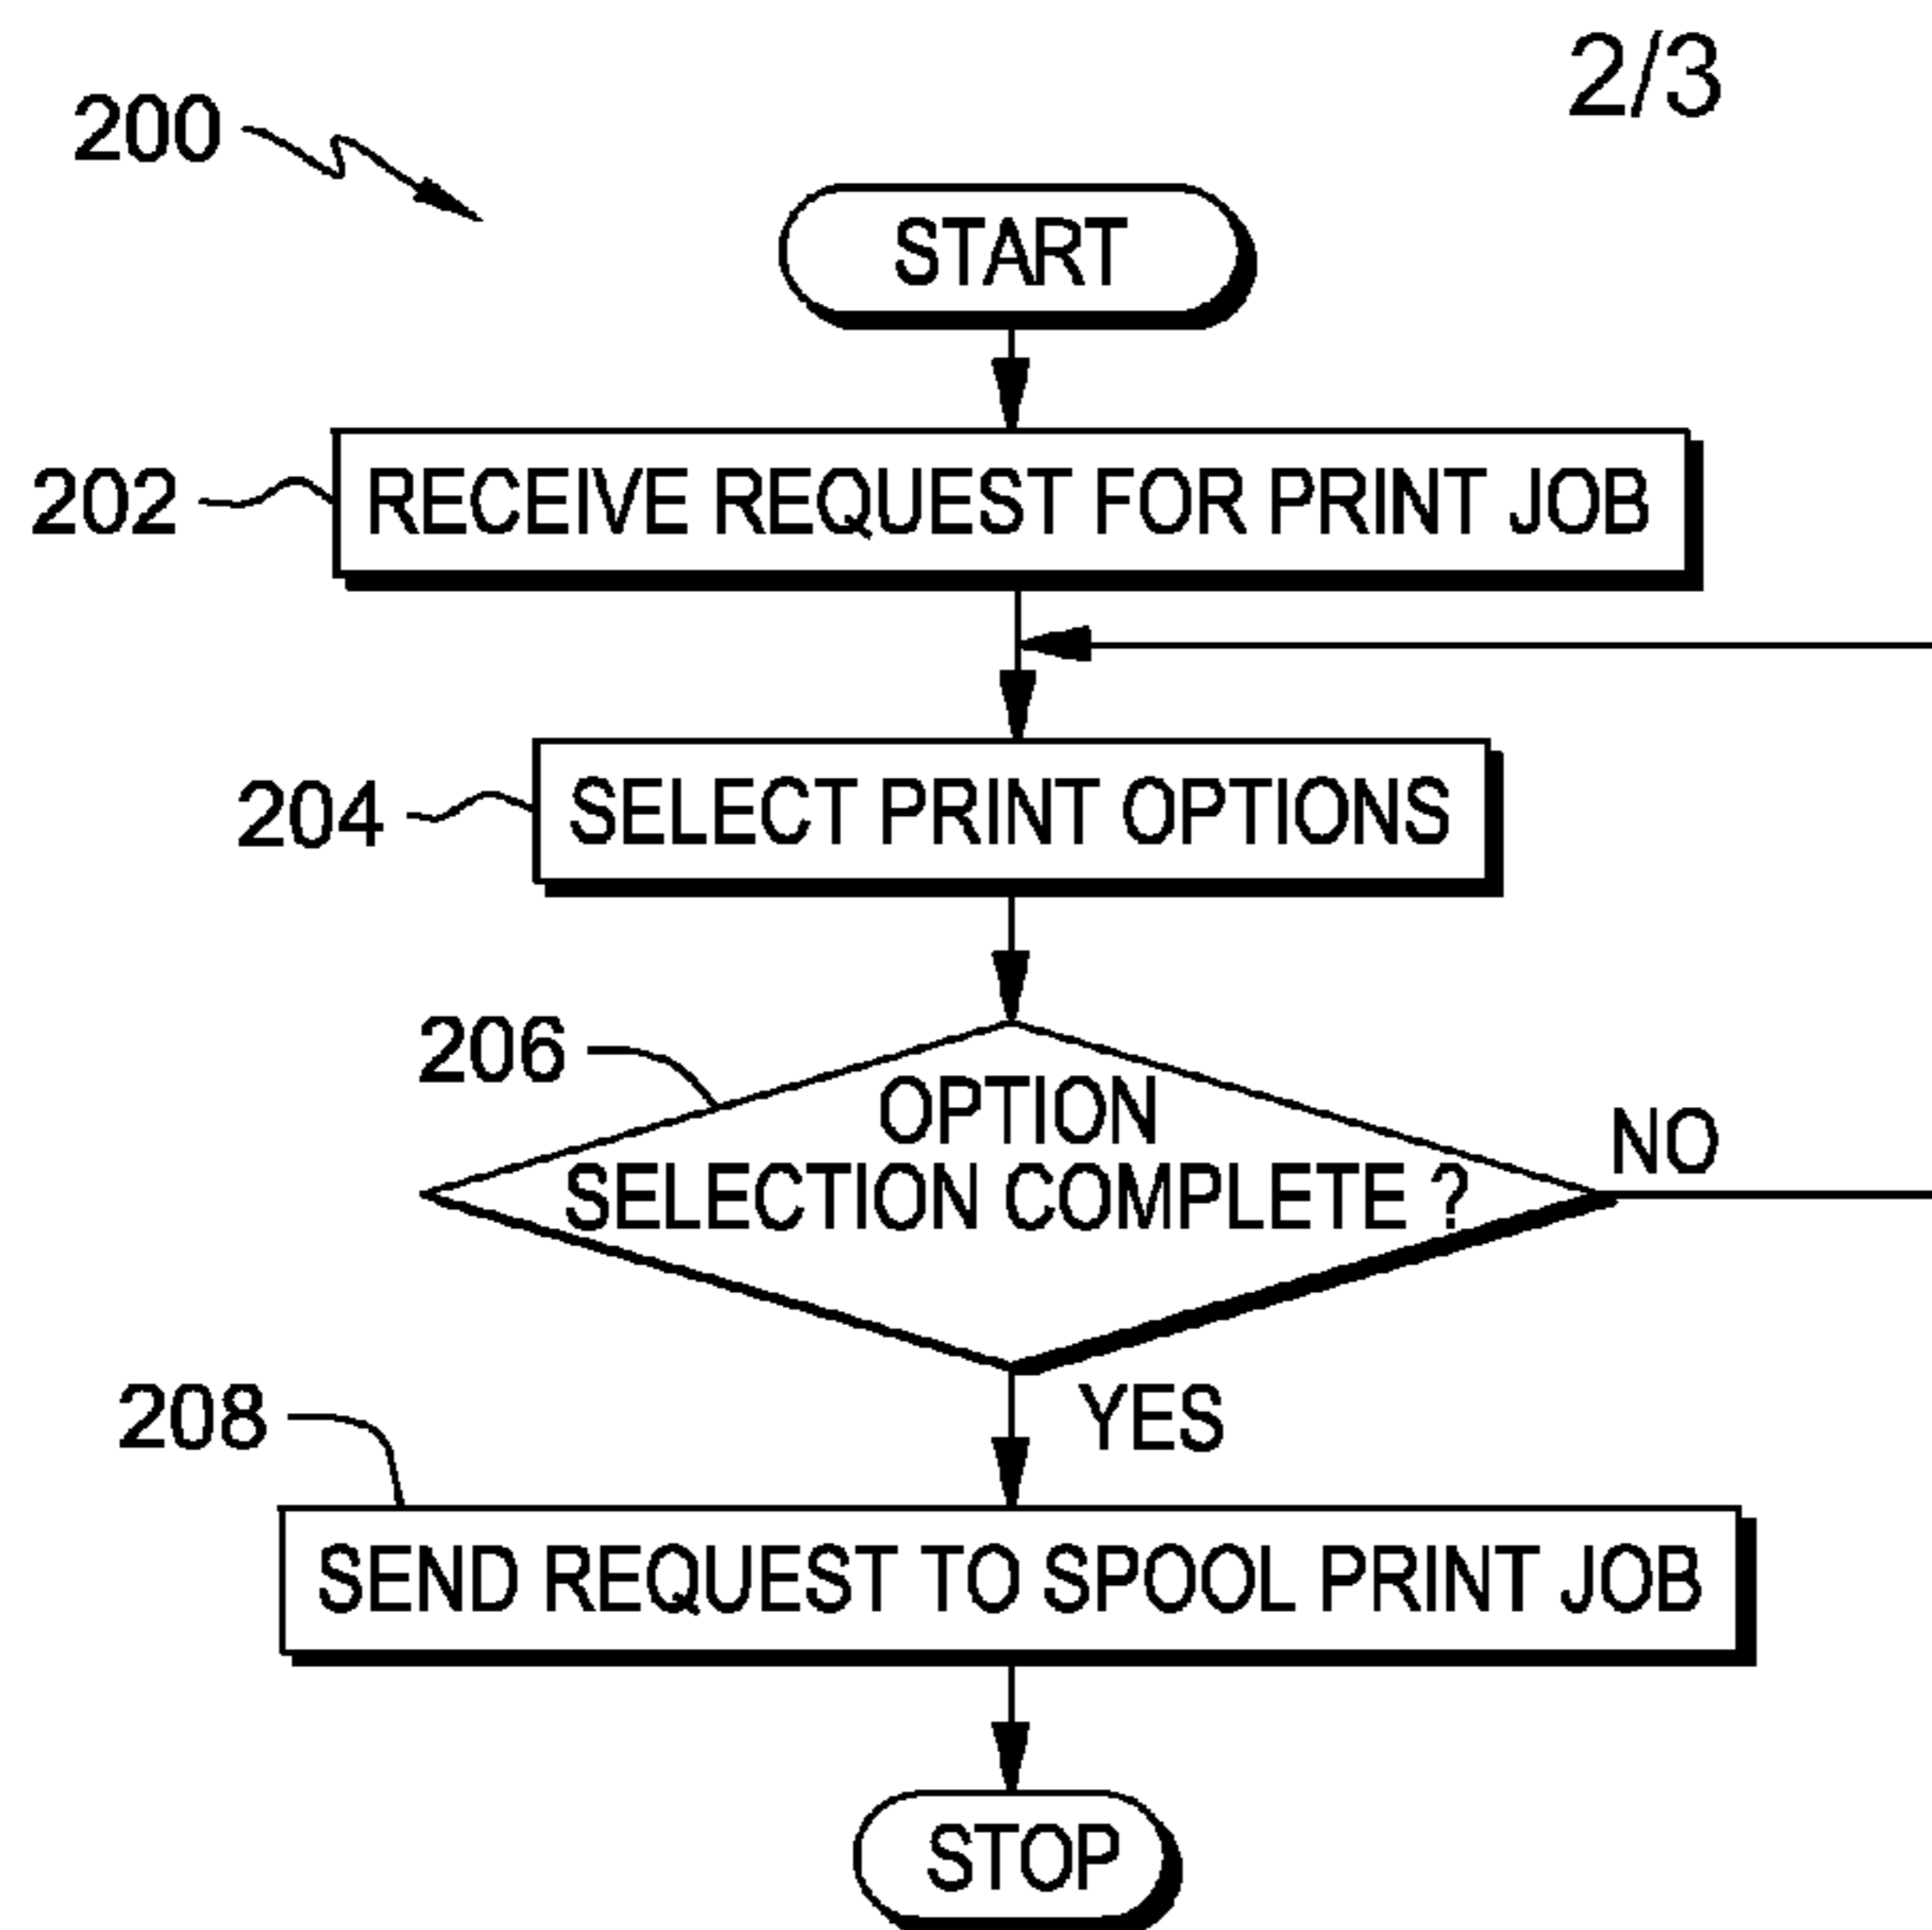 2/3
200
START
202
RECEIVE REQUEST FOR PRINT JOB
204
SELECT PRINT OPTIONS
206
OPTION
SELECTION COMPLETE ?
NO
YES
208
SEND REQUEST TO SPOOL PRINT JOB
STOP